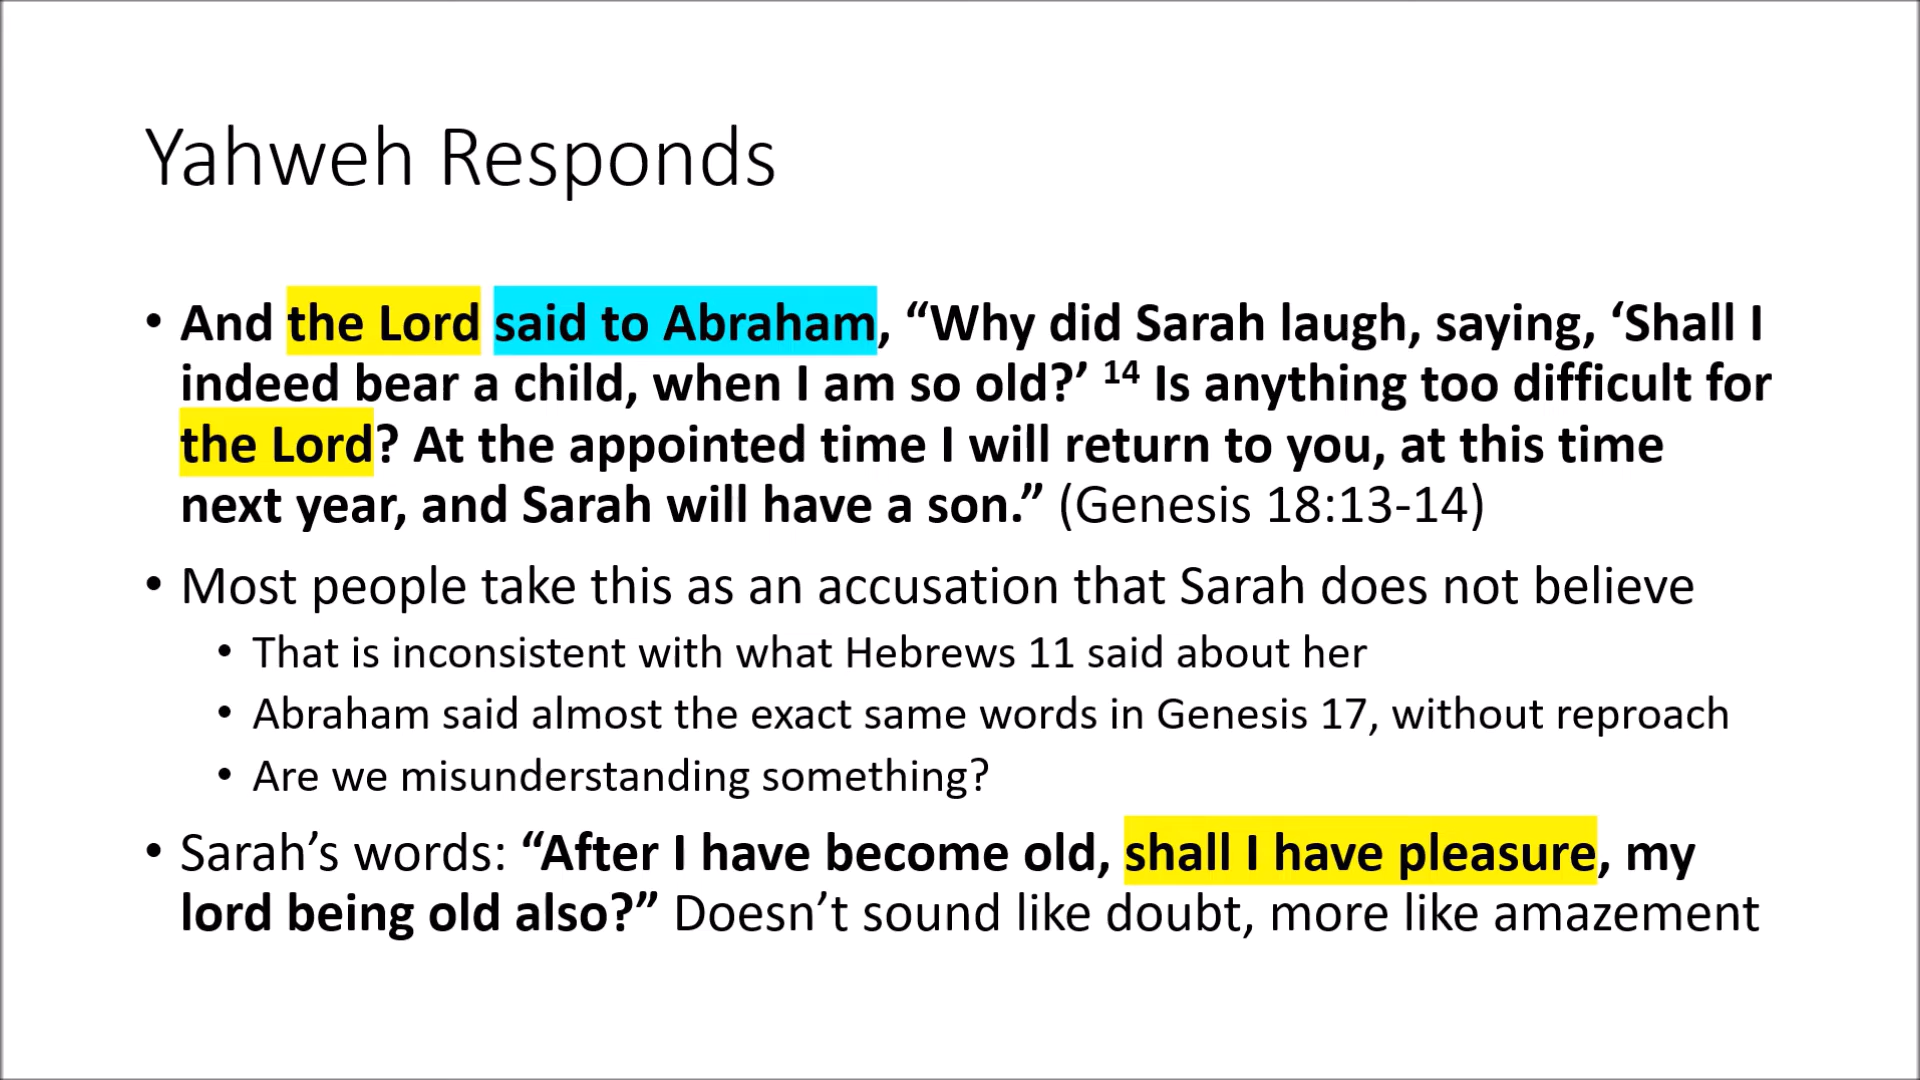 Yahweh Responds
• And the Lord said to Abraham, “Why did Sarah laugh, saying, ‘Shall I
indeed bear a child, when I am so old?’ 14 Is anything too difficult for
the Lord? At the appointed time I will return to you, at this time
next year, and Sarah will have a son.” (Genesis 18:13-14)
• Most people take this as an accusation that Sarah does not believe
• That is inconsistent with what Hebrews 11 said about her
• Abraham said almost the exact same words in Genesis 17, without reproach
• Are we misunderstanding something?
• Sarah’s words: “After I have become old, shall I have pleasure, my
lord being old also?” Doesn’t sound like doubt, more like amazement